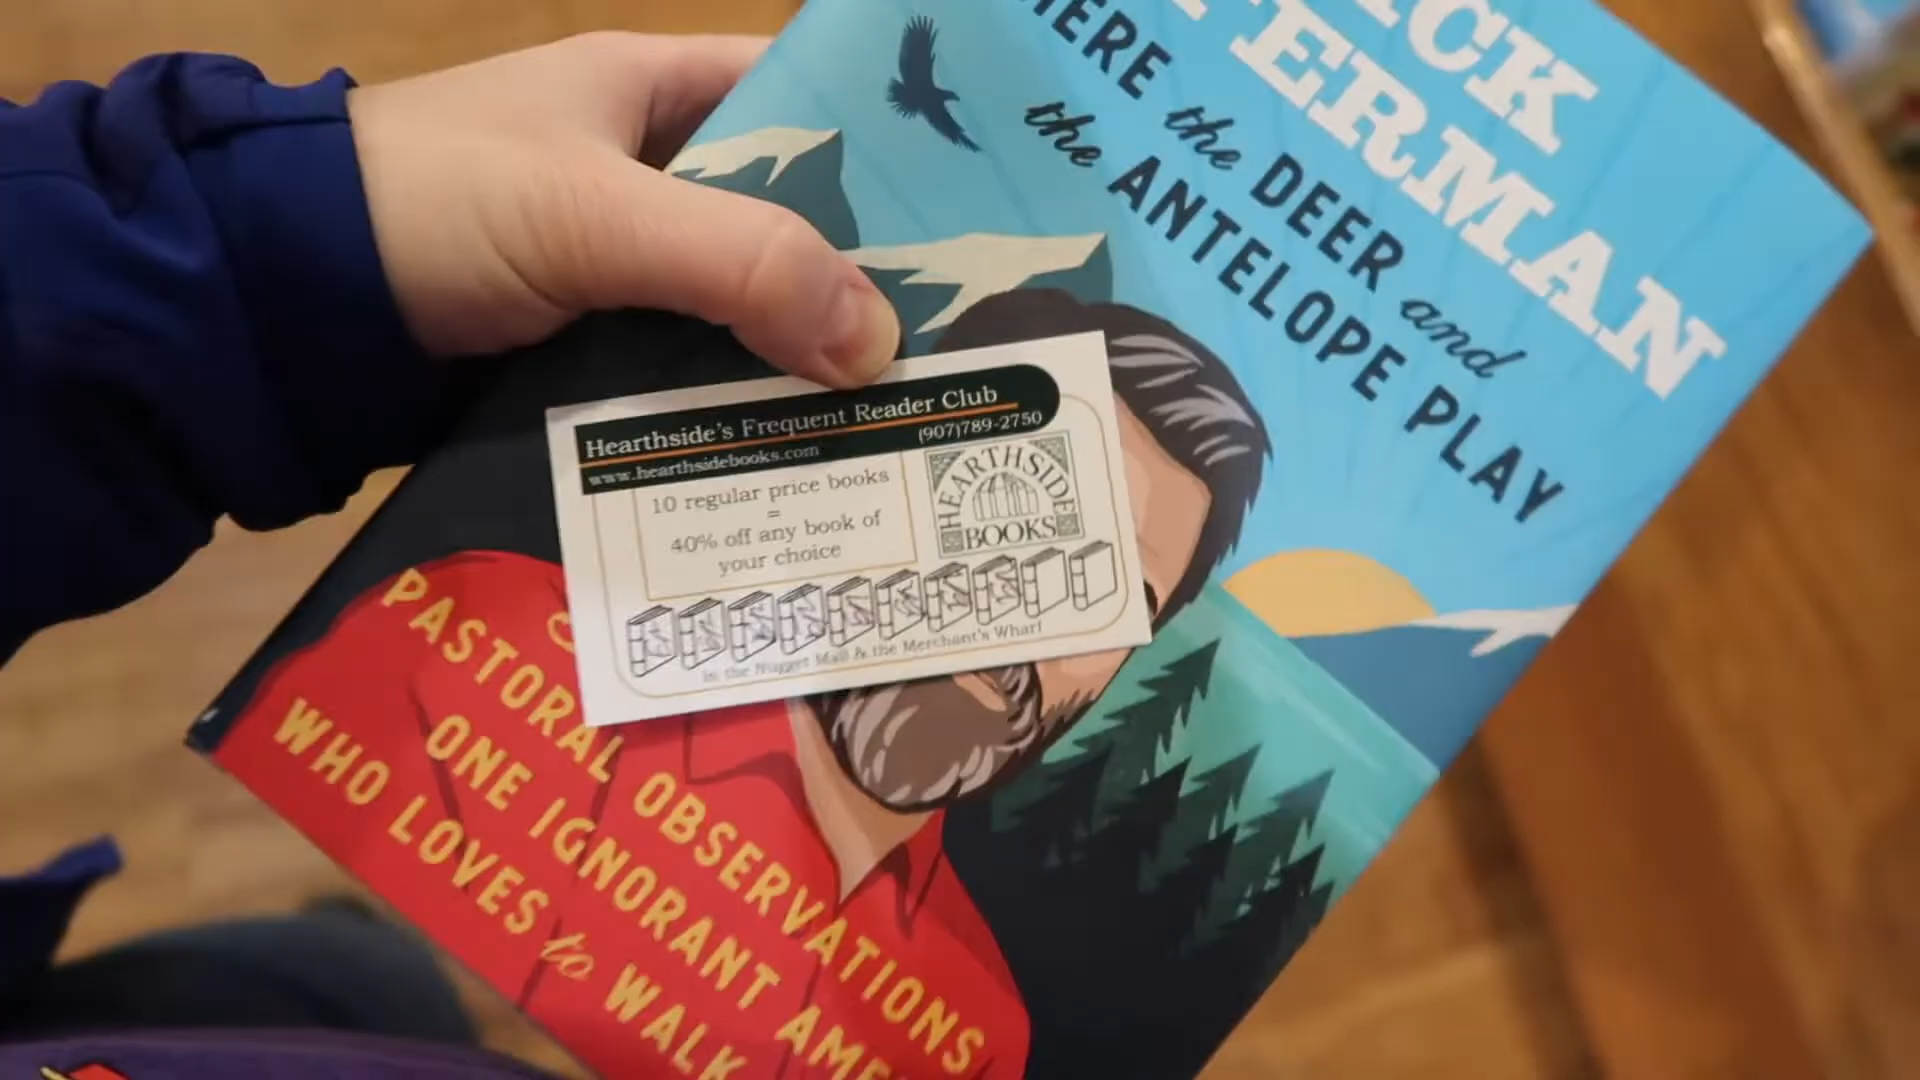 ICK
TERMAN
HERE the DEER and
the ANTELOPE PLAY
Hearthside's Frequent Reader Club
(907)789-2750
www.hearthsidebooks.com
10 regular price books
=
40% off any book of
your choice
HEARTHSIDE
BOOKS
In the Nugget Mall & the Merchant's Wharf
PASTORAL OBSERVATIONS
ONE IGNORANT AME
WHO LOVES to WALK